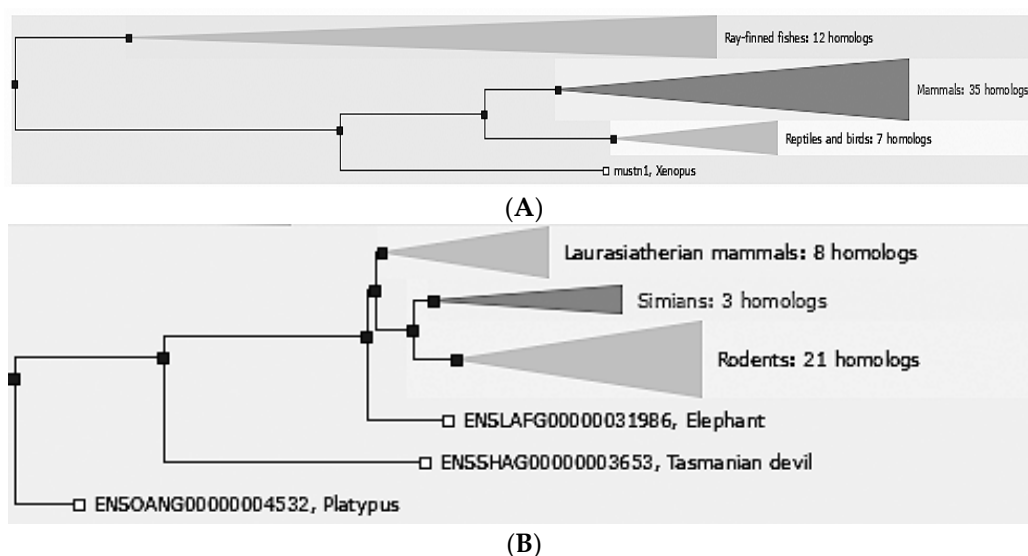 Ray-finned fishes: 12 homologs
Mammals: 35 homologs
Reptiles and birds: 7 homologs
mustn1, Xenopus
(A)
Laurasiatherian mammals: 8 homologs
Simians: 3 homologs
Rodents: 21 homologs
ENSLAFG00000031986, Elephant
ENSSHAG00000003653, Tasmanian devil
ENSOANG00000004532, Platypus
(B)